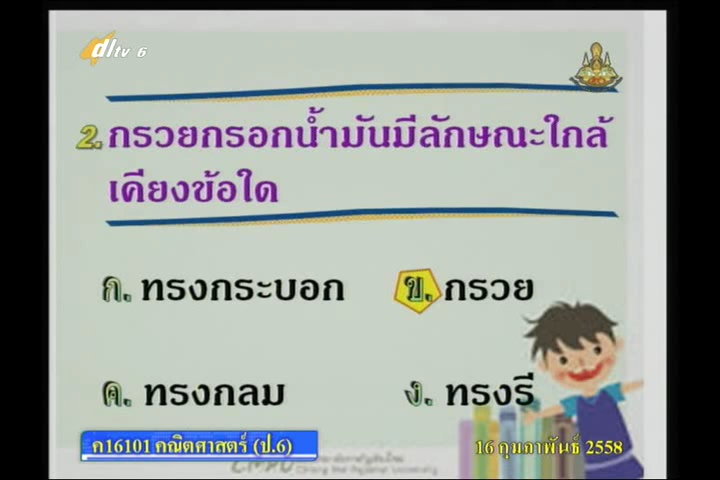 dltv 6
2. กรวยกรอกน้ำมันมีลักษณะใกล้
เคียงข้อใด
ก. ทรงกระบอก
ข. กรวย
ค. ทรงกลม
ง. ทรงรี
ค16101 คณิตศาสตร์ (ป.6)
16 กุมภาพันธ์ 2558